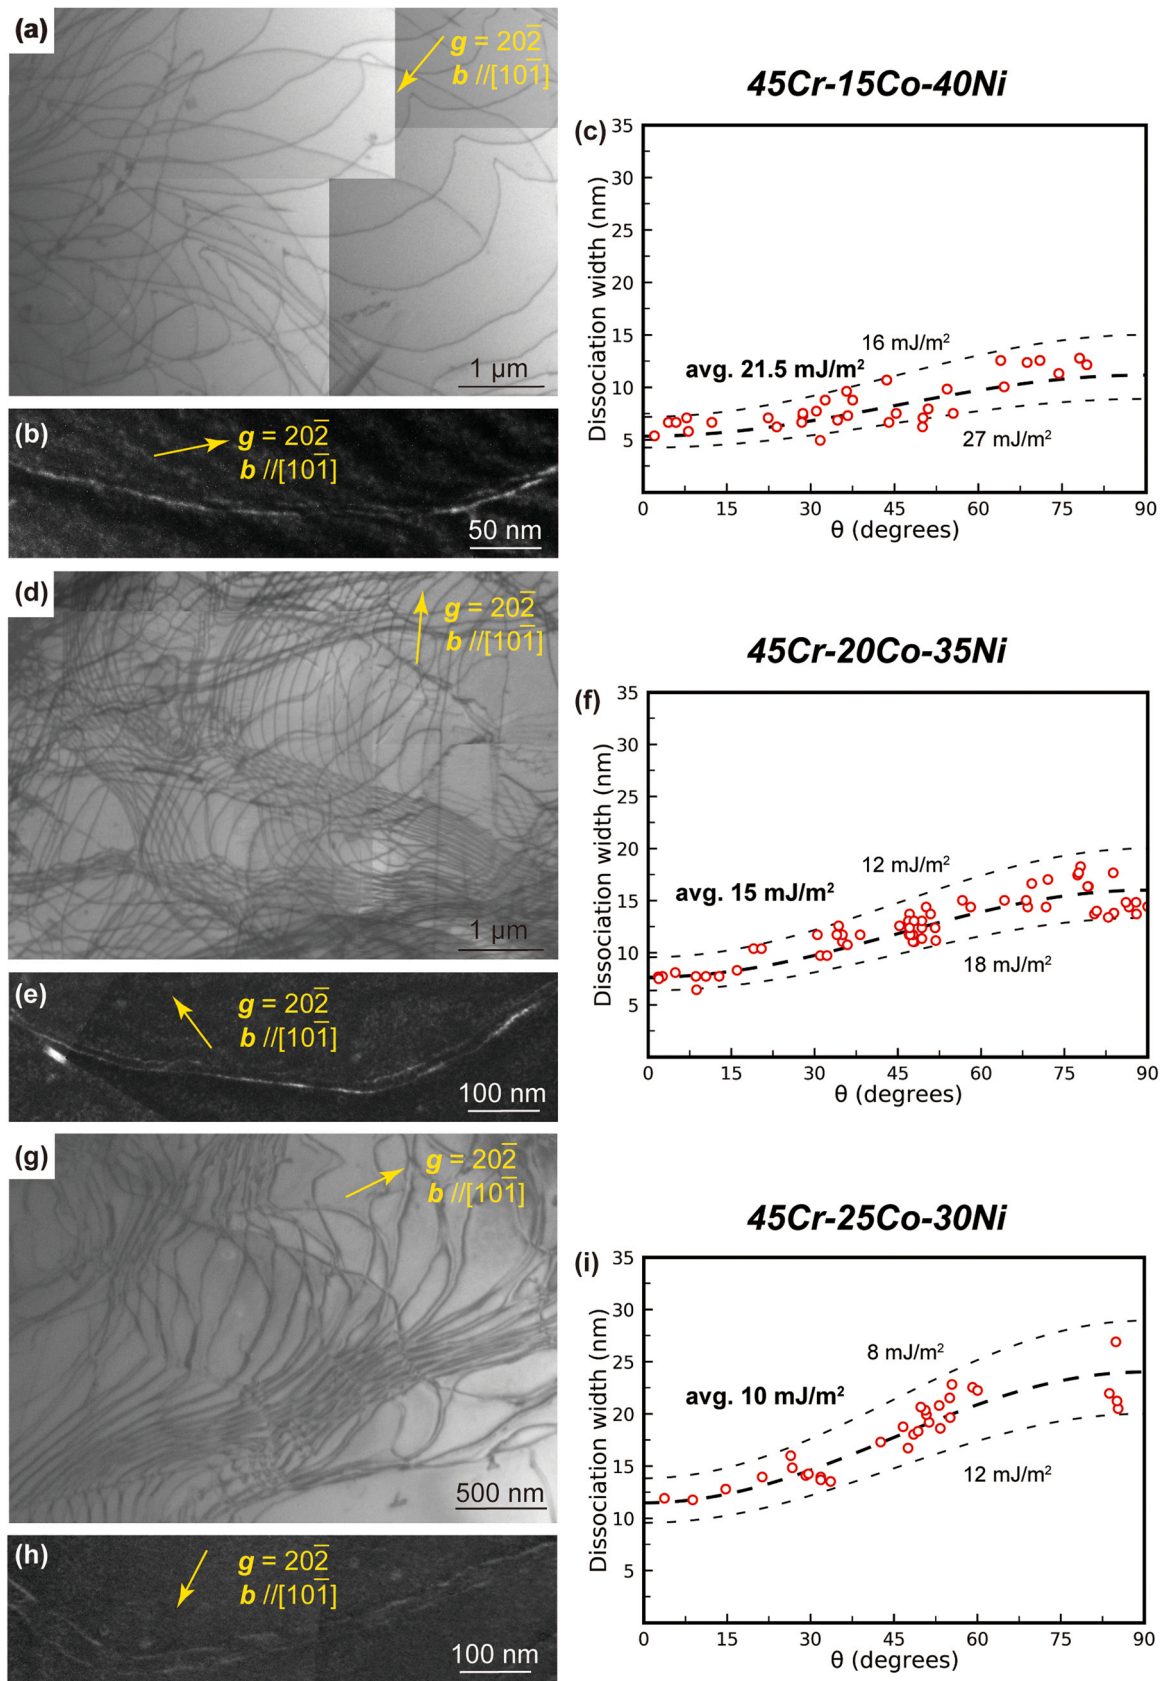 (a)
g = 202̅
b //[101̅]
1 µm
(b)
g = 202̅
b //[101̅]
50 nm
45Cr-15Co-40Ni
(c)
35
30
25
20
15
10
5
Dissociation width (nm)
16 mJ/m²
avg. 21.5 mJ/m²
27 mJ/m²
0 15 30 45 60 75 90
θ (degrees)
(d)
g = 202̅
b //[101̅]
1 µm
(e)
g = 202̅
b //[101̅]
100 nm
45Cr-20Co-35Ni
(f)
35
30
25
20
15
10
5
Dissociation width (nm)
12 mJ/m²
avg. 15 mJ/m²
18 mJ/m²
0 15 30 45 60 75 90
θ (degrees)
(g)
g = 202̅
b //[101̅]
500 nm
(h)
g = 202̅
b //[101̅]
100 nm
45Cr-25Co-30Ni
(i)
35
30
25
20
15
10
5
Dissociation width (nm)
8 mJ/m²
avg. 10 mJ/m²
12 mJ/m²
0 15 30 45 60 75 90
θ (degrees)